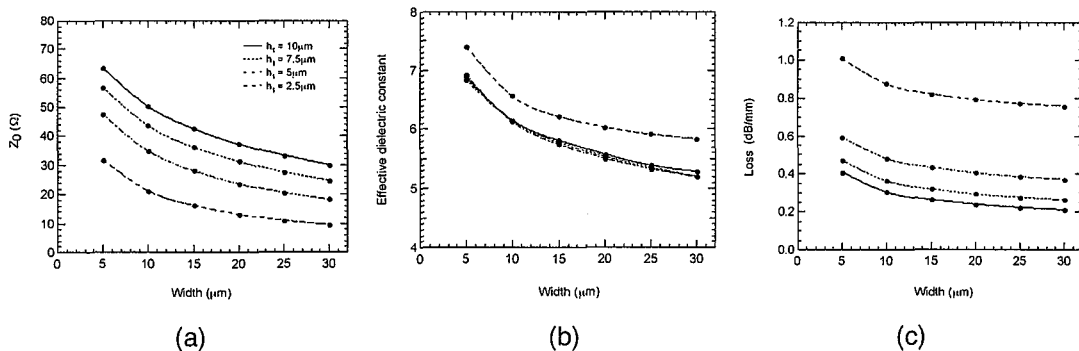 80
70
60
50
40
30
20
10
0
Z0 (Ω)
h₁ = 10μm
h₁ = 7.5μm
h₁ = 5μm
h₁ = 2.5μm
0 5 10 15 20 25 30
Width (μm)
(a)
8
7
6
5
4
Effective dielectric constant
0 5 10 15 20 25 30
Width (μm)
(b)
1.2
1.0
0.8
0.6
0.4
0.2
0.0
Loss (dB/mm)
0 5 10 15 20 25 30
Width (μm)
(c)